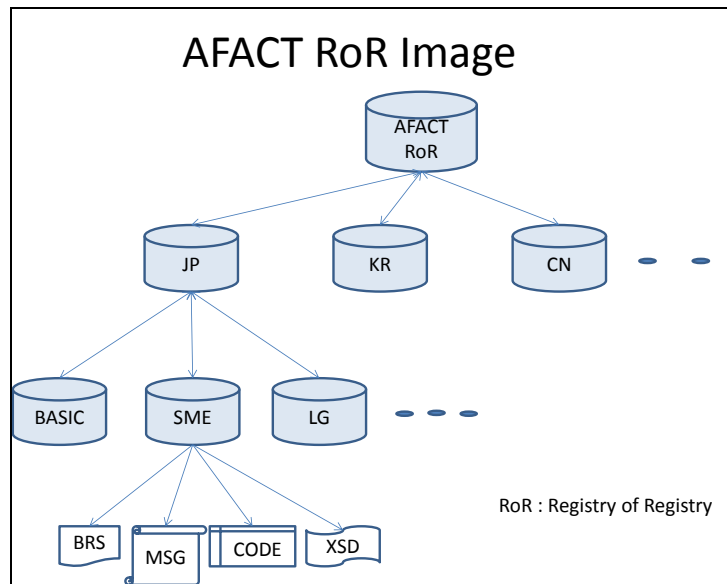 AFACT RoR Image
AFACT
RoR
JP
KR
CN
BASIC
SME
LG
RoR : Registry of Registry
BRS
MSG
CODE
XSD